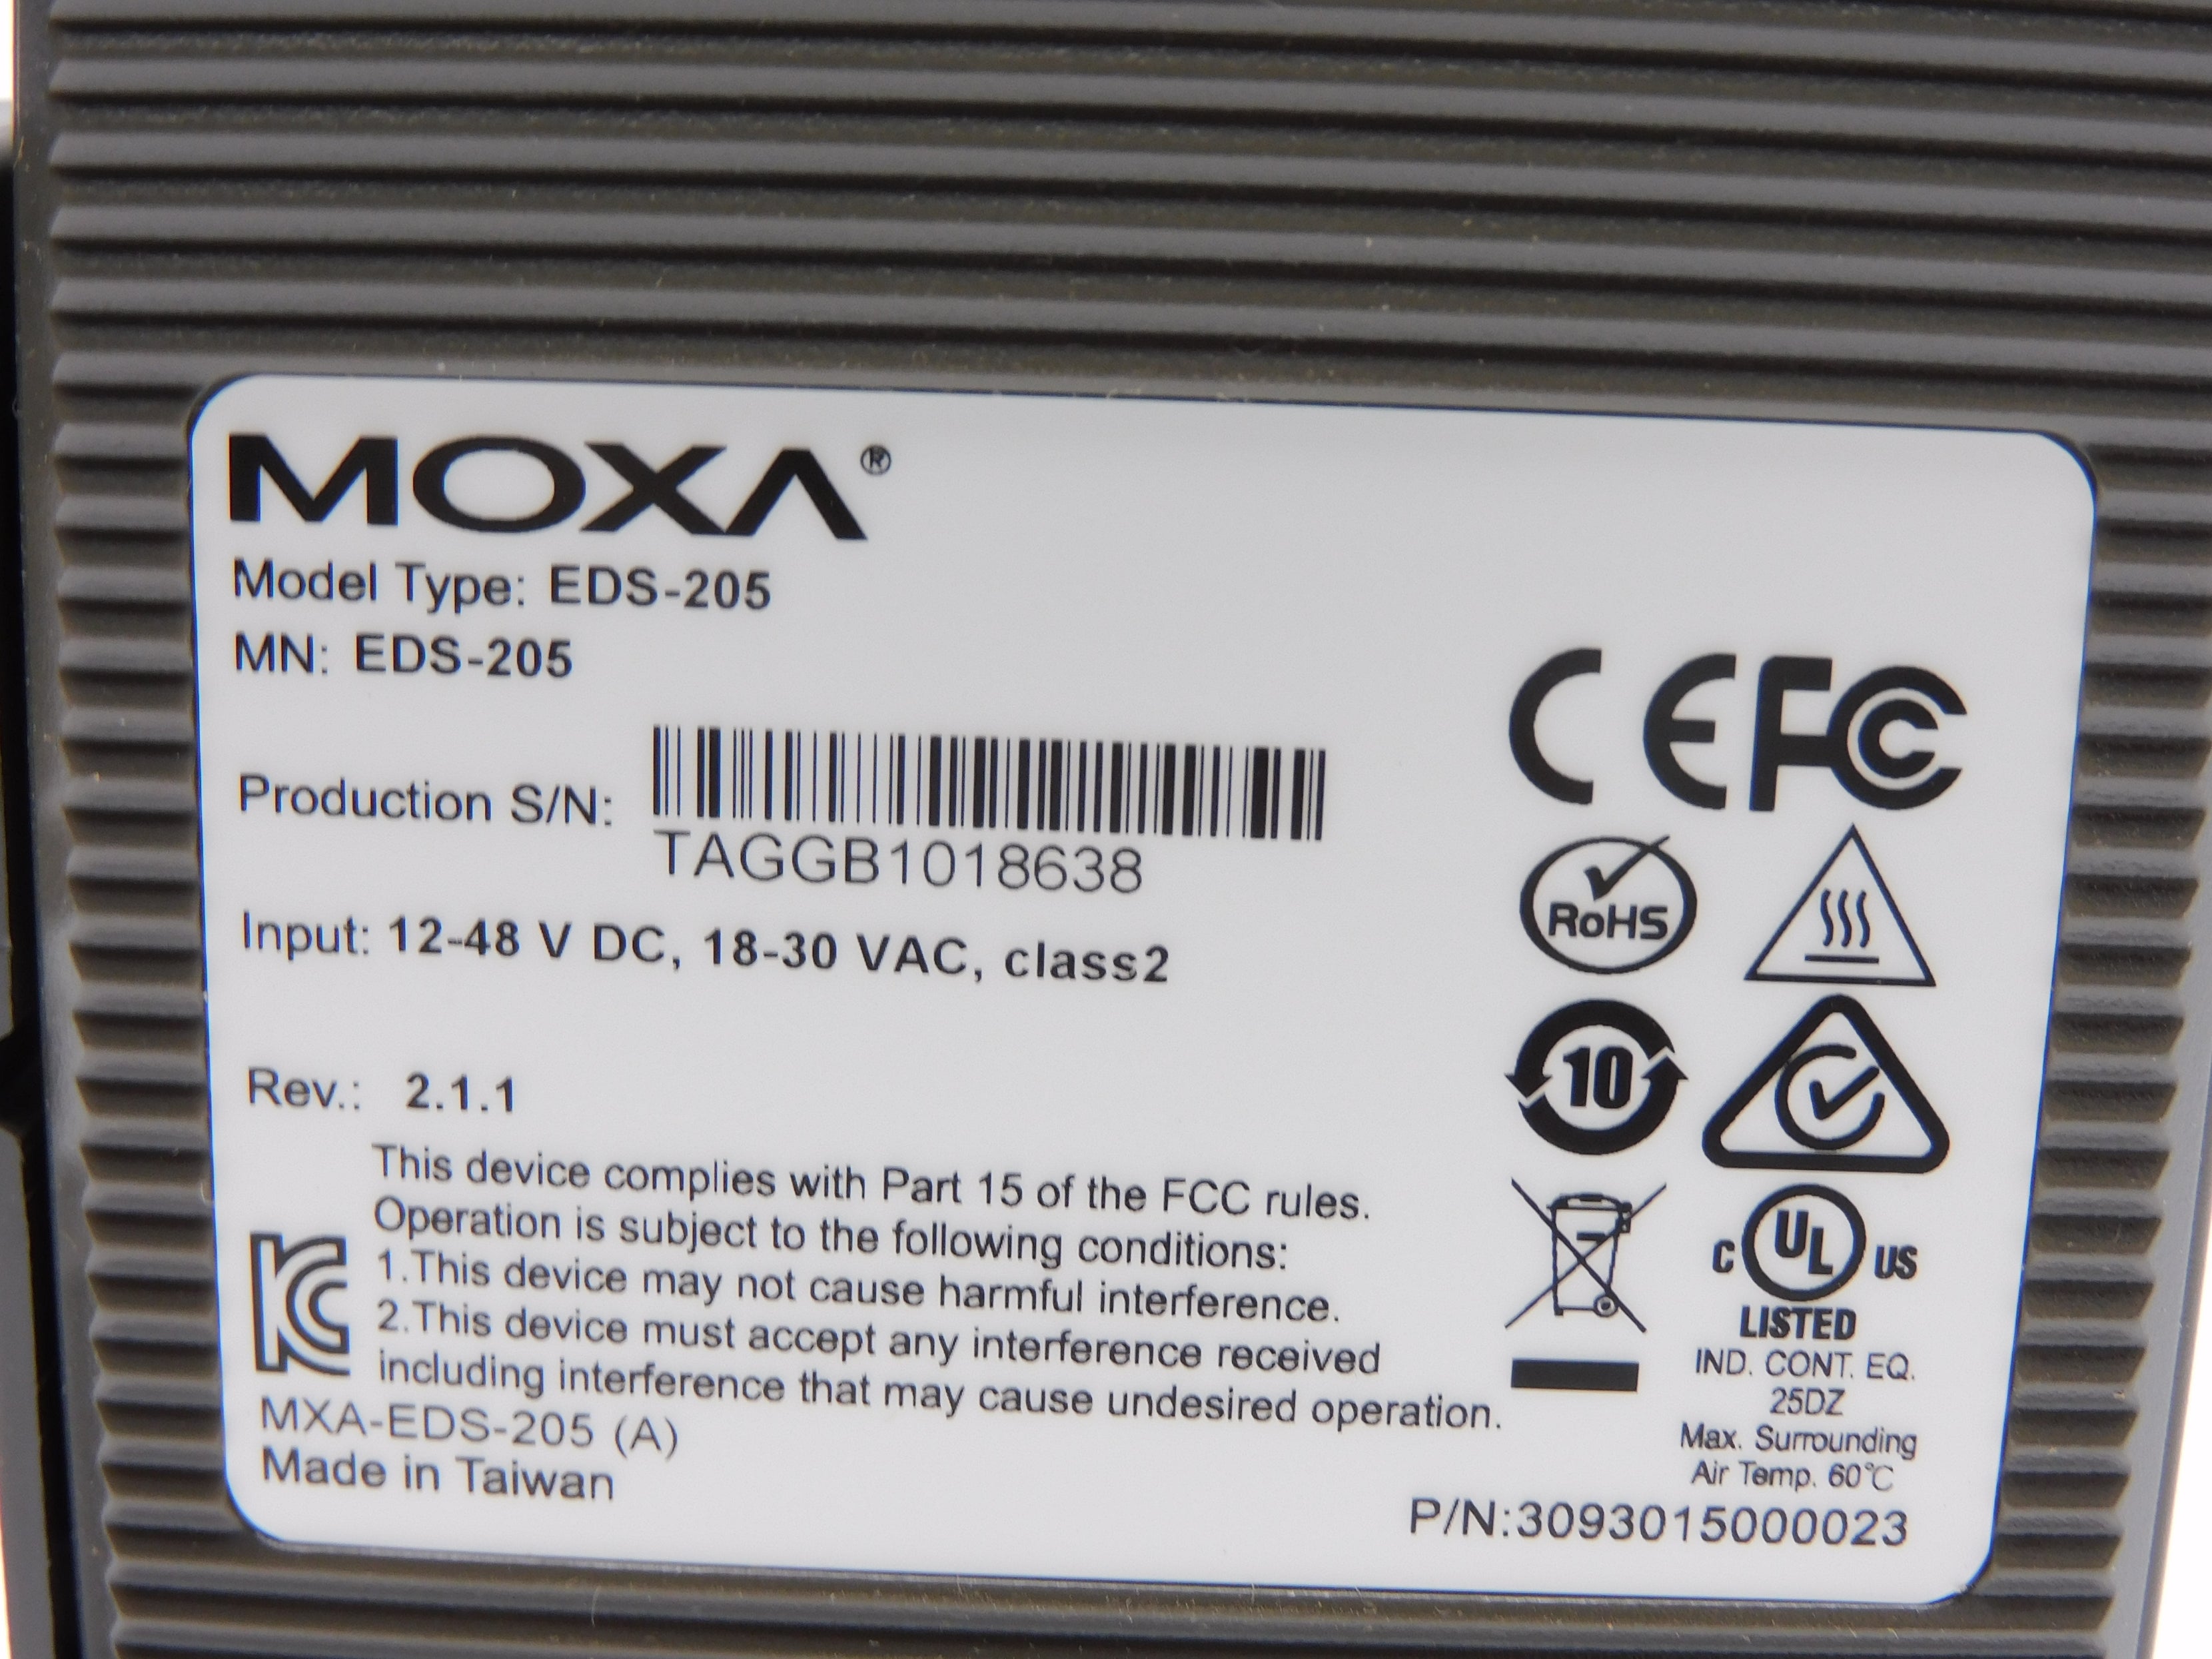 MOXA®
Model Type: EDS-205
MN: EDS-205
Production S/N:
TAGGB1018638
Input: 12-48 V DC, 18-30 VAC, class2
Rev.: 2.1.1
This device complies with Part 15 of the FCC rules.
Operation is subject to the following conditions:
1.This device may not cause harmful interference.
2.This device must accept any interference received
including interference that may cause undesired operation.
MXA-EDS-205 (A)
Made in Taiwan
CE FC
RoHS
10
C UL US
LISTED
IND. CONT. EQ.
25DZ
Max. Surrounding
Air Temp. 60℃
P/N:3093015000023